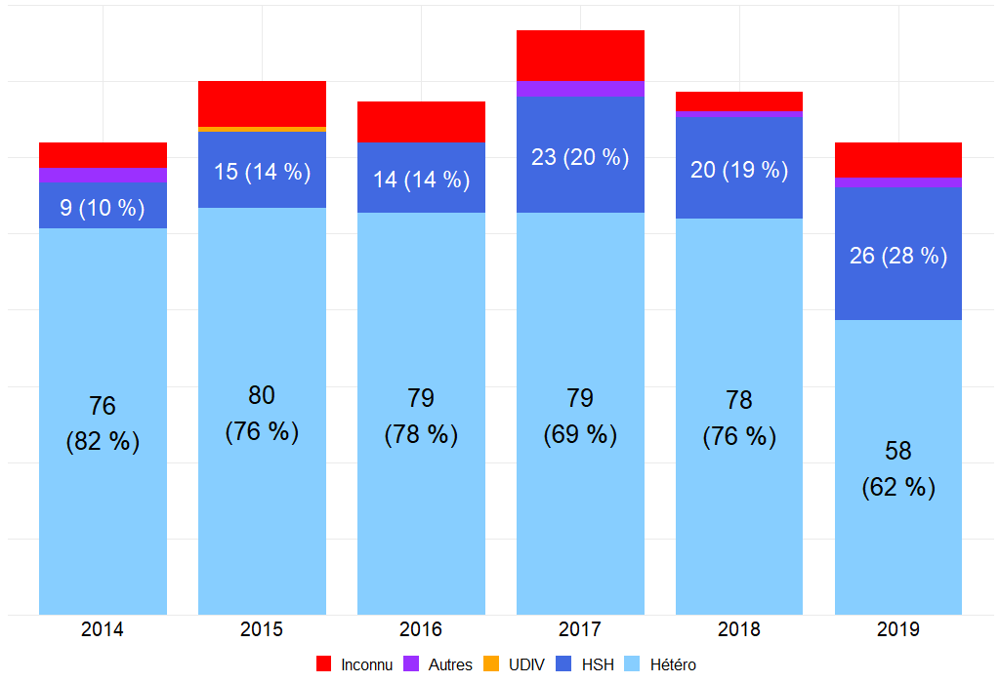 9 (10 %)
15 (14 %)
14 (14 %)
23 (20 %)
20 (19 %)
26 (28 %)
76
(82 %)
80
(76 %)
79
(78 %)
79
(69 %)
78
(76 %)
58
(62 %)
2014 2015 2016 2017 2018 2019
Inconnu Autres UDIV HSH Hétéro